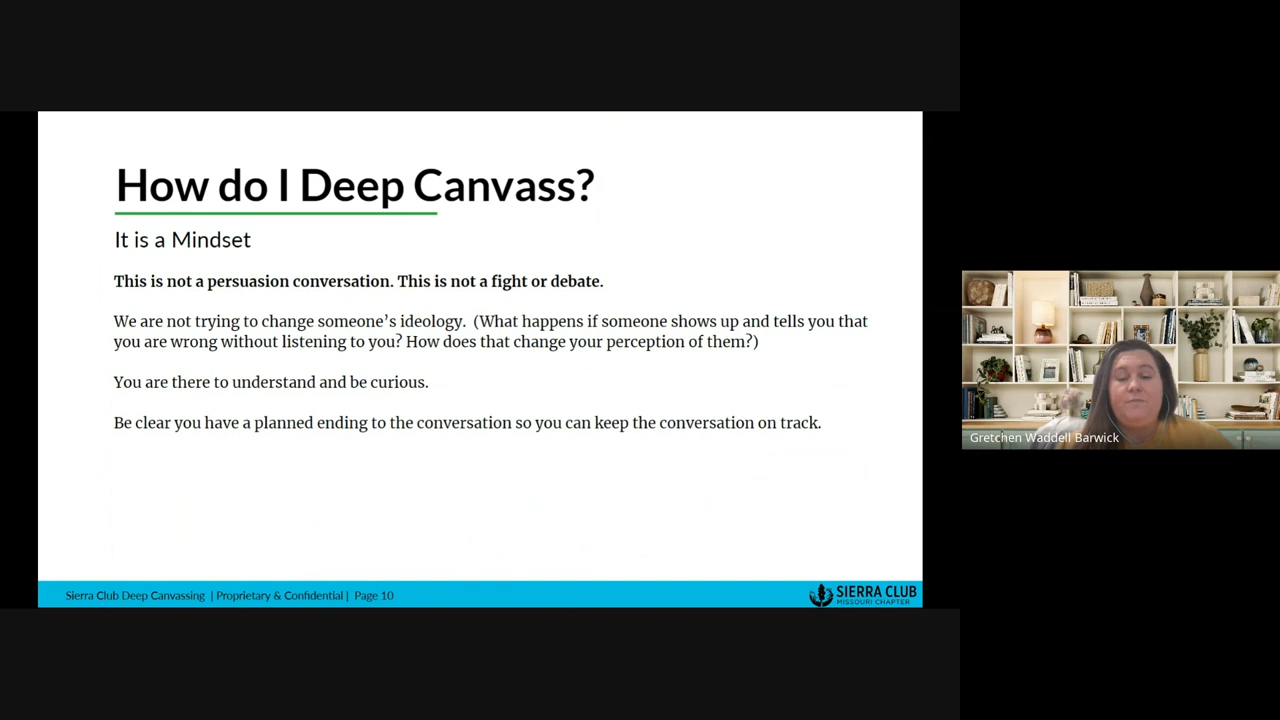 How do I Deep Canvass?
It is a Mindset
This is not a persuasion conversation. This is not a fight or debate.
We are not trying to change someone’s ideology.  (What happens if someone shows up and tells you that
you are wrong without listening to you? How does that change your perception of them?)
You are there to understand and be curious.
Be clear you have a planned ending to the conversation so you can keep the conversation on track.
Gretchen Waddell Barwick
Sierra Club Deep Canvassing | Proprietary & Confidential | Page 10
SIERRA CLUB
MISSOURI CHAPTER